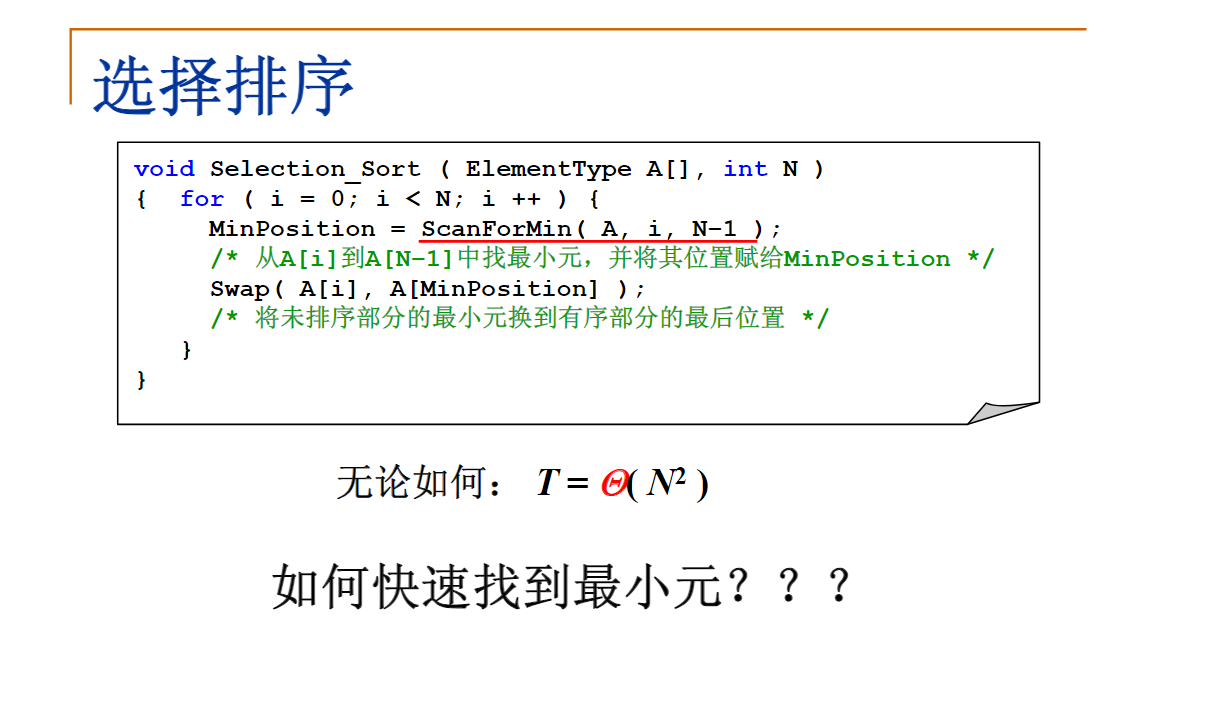 选择排序
void Selection_Sort ( ElementType A[], int N )
{ for ( i = 0; i < N; i ++ ) {
MinPosition = ScanForMin( A, i, N–1 );
/* 从A[i]到A[N–1]中找最小元，并将其位置赋给MinPosition */
Swap( A[i], A[MinPosition] );
/* 将未排序部分的最小元换到有序部分的最后位置 */
}
}
无论如何： T = Θ( N² )
如何快速找到最小元？？？